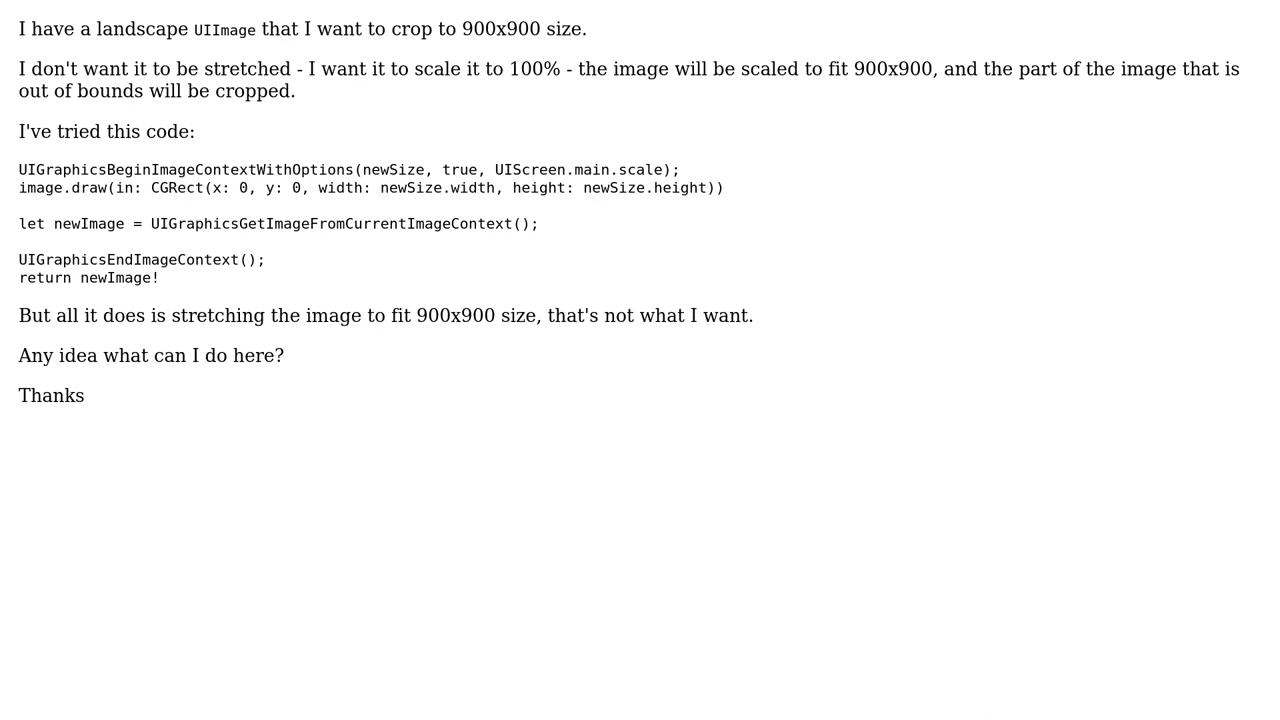 I have a landscape UIImage that I want to crop to 900x900 size.
I don't want it to be stretched - I want it to scale it to 100% - the image will be scaled to fit 900x900, and the part of the image that is
out of bounds will be cropped.
I've tried this code:
UIGraphicsBeginImageContextWithOptions(newSize, true, UIScreen.main.scale);
image.draw(in: CGRect(x: 0, y: 0, width: newSize.width, height: newSize.height))
let newImage = UIGraphicsGetImageFromCurrentImageContext();
UIGraphicsEndImageContext();
return newImage!
But all it does is stretching the image to fit 900x900 size, that's not what I want.
Any idea what can I do here?
Thanks